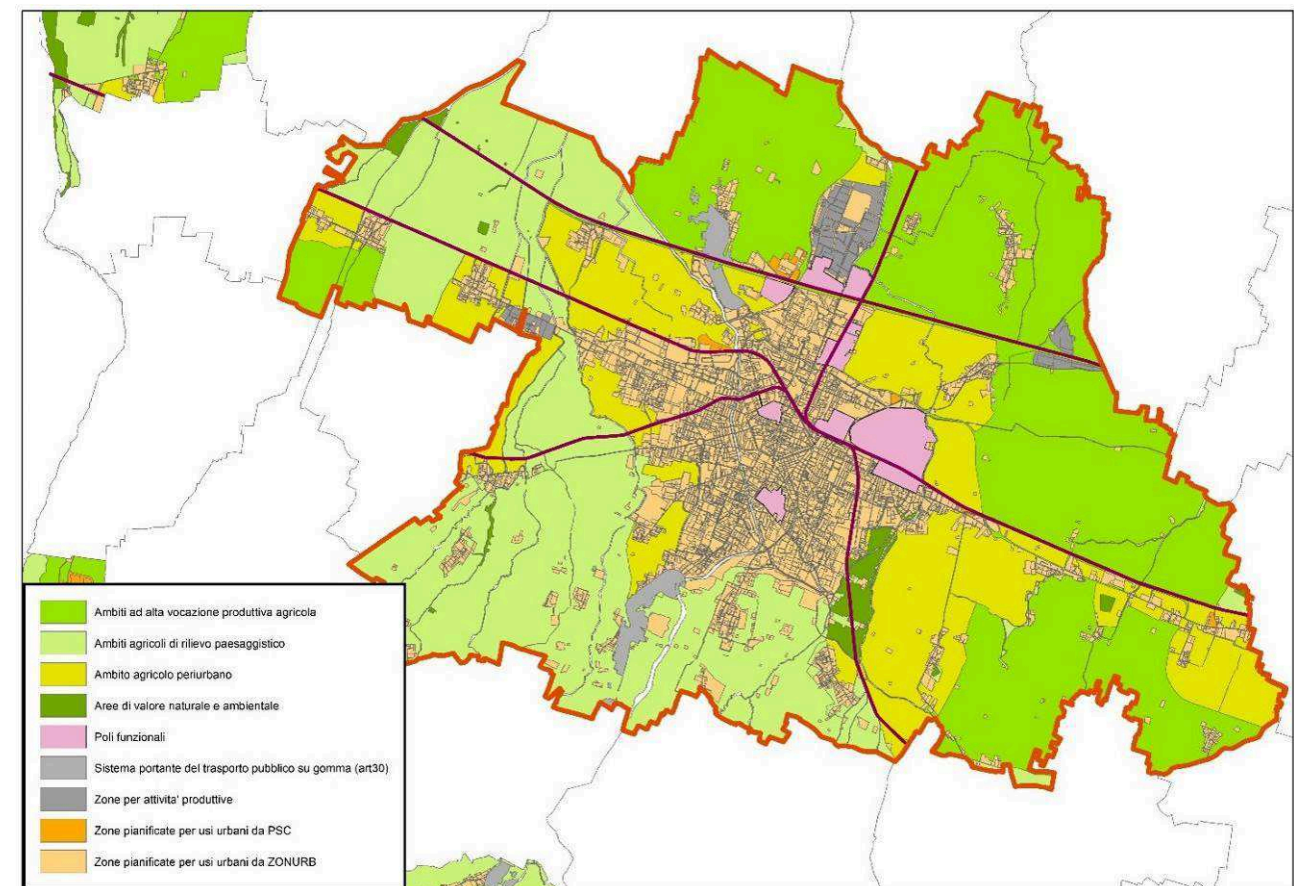 Ambiti ad alta vocazione produttiva agricola
Ambiti agricoli di rilievo paesaggistico
Ambito agricolo periurbano
Aree di valore naturale e ambientale
Poli funzionali
Sistema portante del trasporto pubblico su gomma (art30)
Zone per attivita' produttive
Zone pianificate per usi urbani da PSC
Zone pianificate per usi urbani da ZONURB